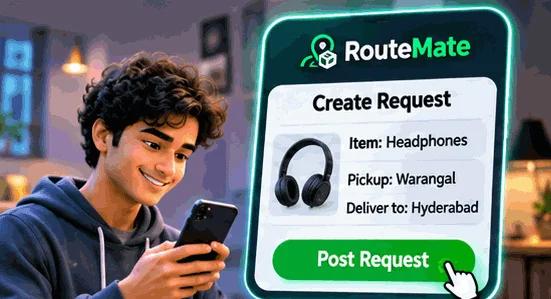 RouteMate
Create Request
Item: Headphones
Pickup: Warangal
Deliver to: Hyderabad
Post Request